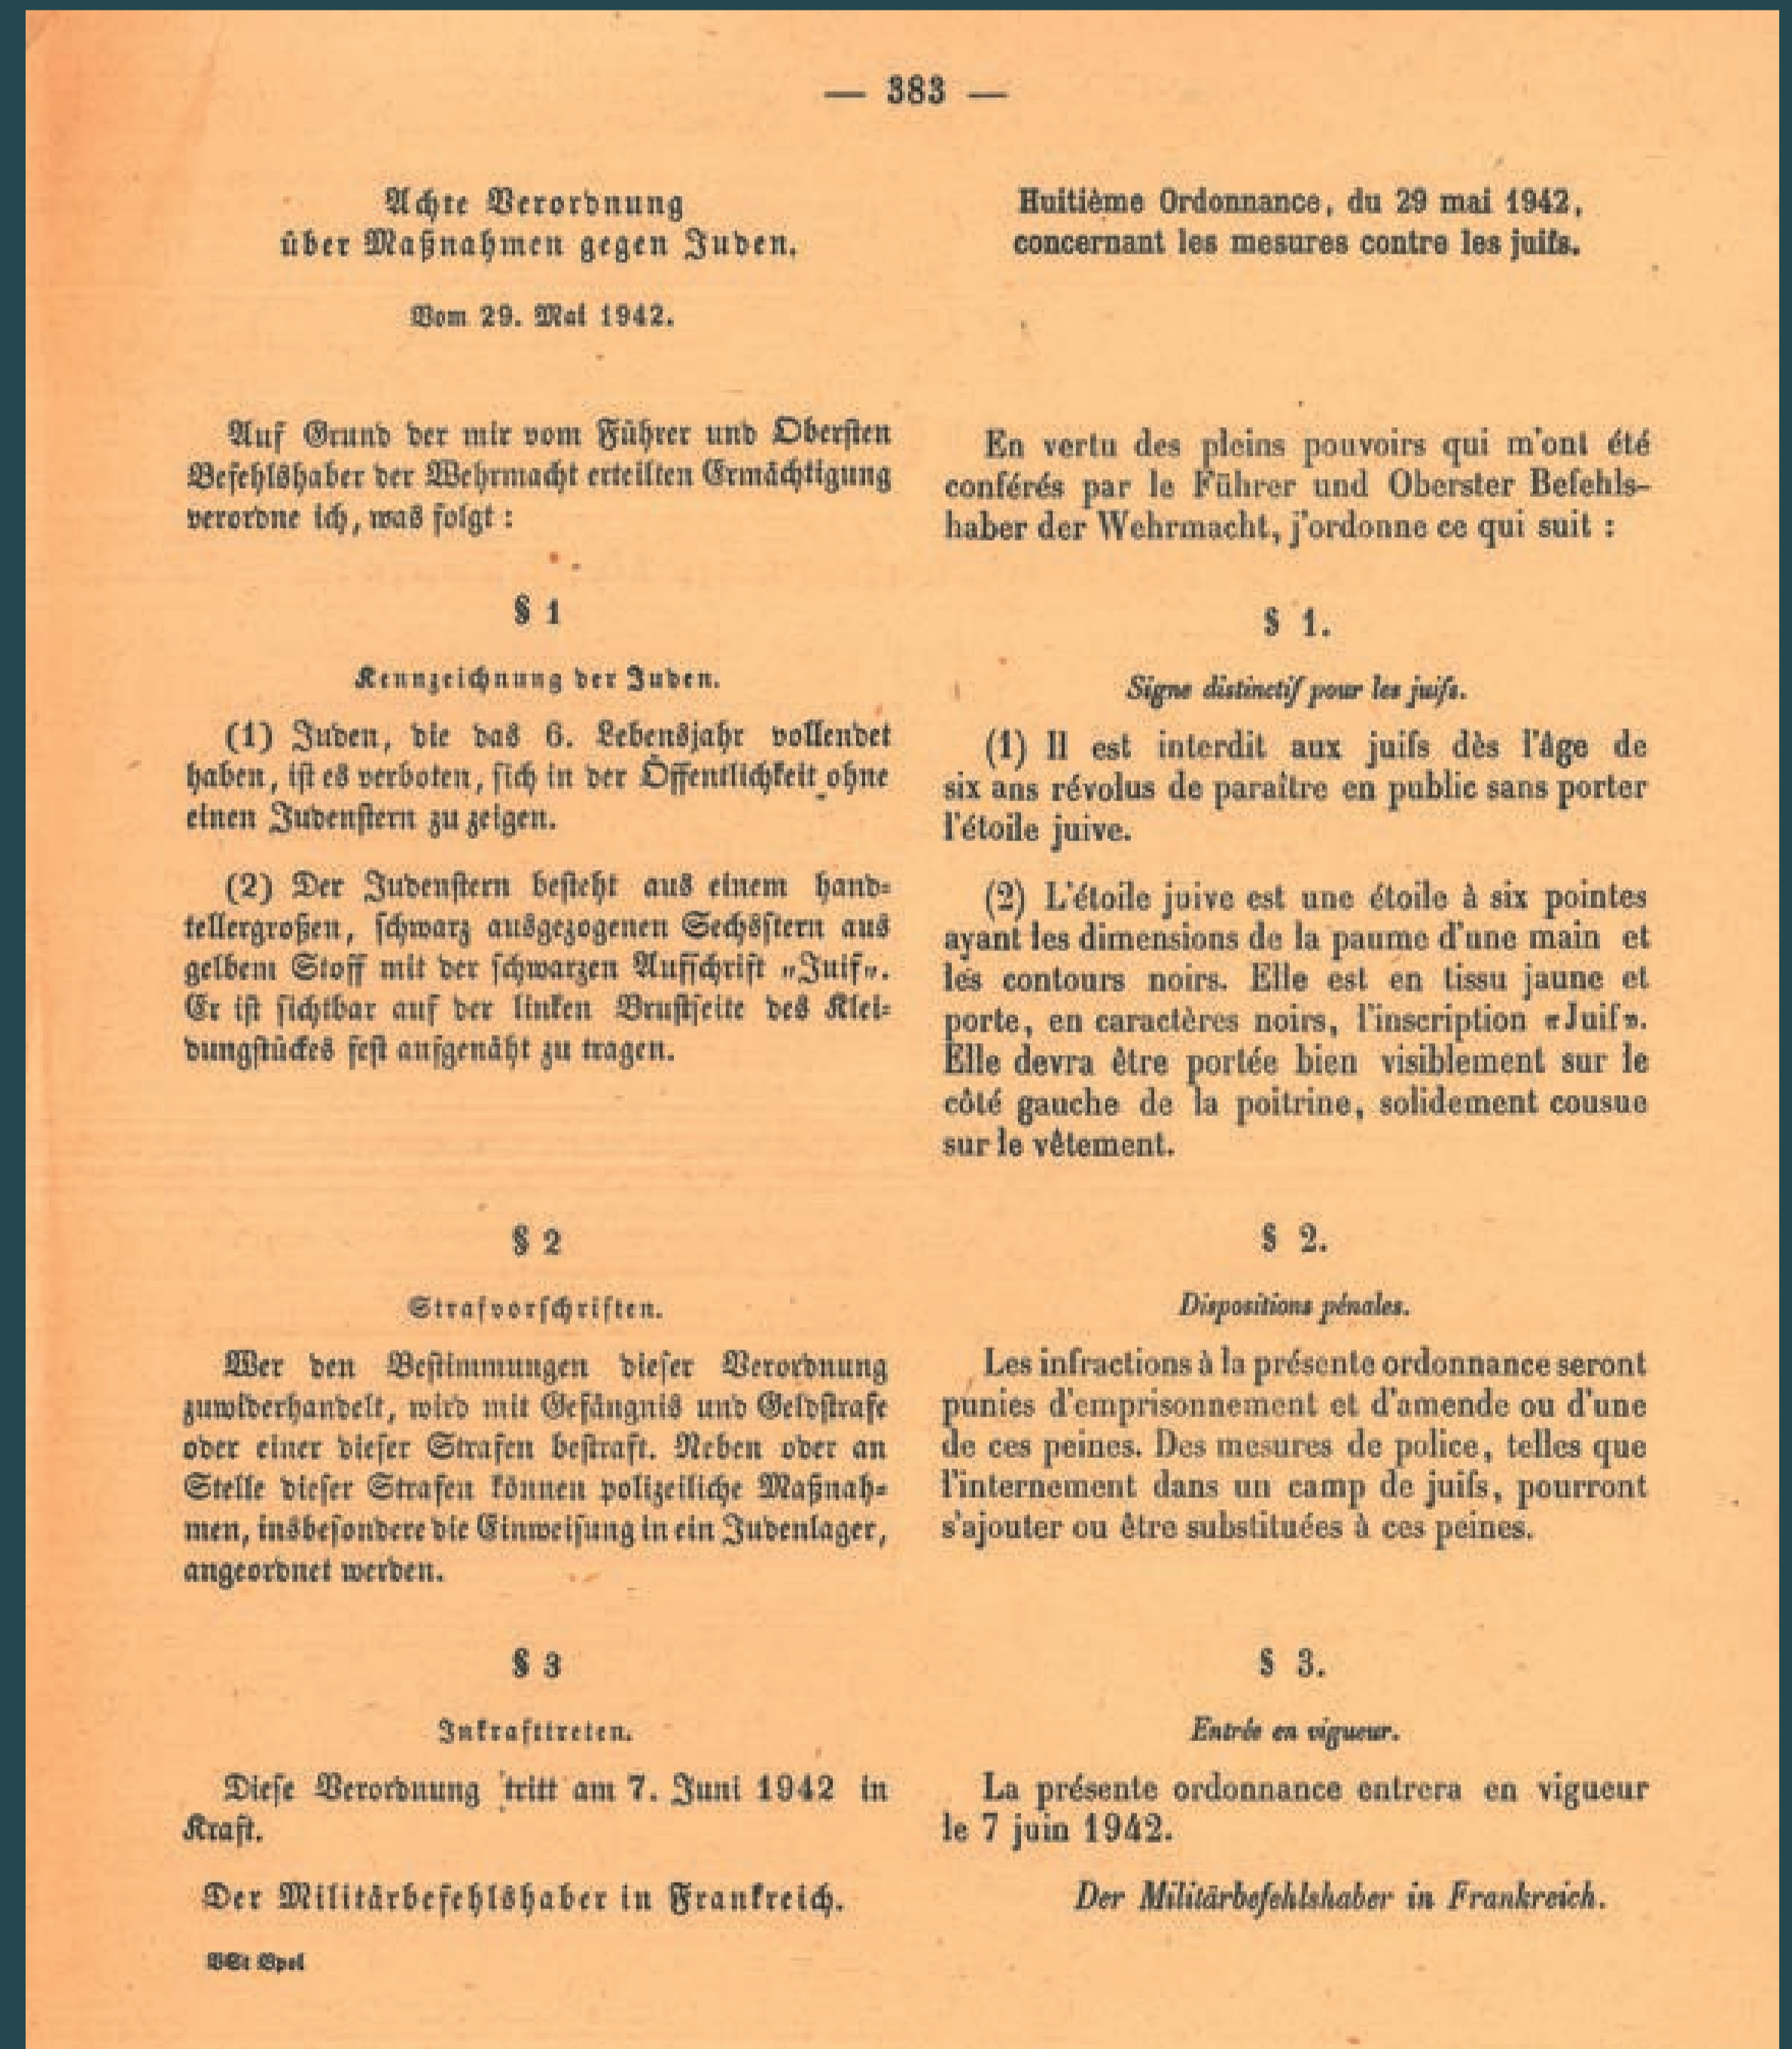 — 383 —
Achte Verordnung
über Maßnahmen gegen Juden.
Vom 29. Mai 1942.
Auf Grund der mir vom Führer und Obersten
Befehlshaber der Wehrmacht erteilten Ermächtigung
verordne ich, was folgt :
§ 1
Kennzeichnung der Juden.
(1) Juden, die das 6. Lebensjahr vollendet
haben, ist es verboten, sich in der Öffentlichkeit ohne
einen Judenstern zu zeigen.
(2) Der Judenstern besteht aus einem hand-
tellergroßen, schwarz ausgezogenen Sechsstern aus
gelbem Stoff mit der schwarzen Aufschrift „Juif".
Er ist sichtbar auf der linken Brustseite des Klei-
dungstückes fest aufgenäht zu tragen.
§ 2
Strafvorschriften.
Wer den Bestimmungen dieser Verordnung
zuwiderhandelt, wird mit Gefängnis und Geldstrafe
oder einer dieser Strafen bestraft. Neben oder an
Stelle dieser Strafen können polizeiliche Maßnah-
men, insbesondere die Einweisung in ein Judenlager,
angeordnet werden.
§ 3
Inkrafttreten.
Diese Verordnung tritt am 7. Juni 1942 in
Kraft.
Der Militärbefehlshaber in Frankreich.
Huitième Ordonnance, du 29 mai 1942,
concernant les mesures contre les juifs.
En vertu des pleins pouvoirs qui m'ont été
conférés par le Führer und Oberster Befehls-
haber der Wehrmacht, j'ordonne ce qui suit :
§ 1.
Signe distinctif pour les juifs.
(1) Il est interdit aux juifs dès l'âge de
six ans révolus de paraître en public sans porter
l'étoile juive.
(2) L'étoile juive est une étoile à six pointes
ayant les dimensions de la paume d'une main et
les contours noirs. Elle est en tissu jaune et
porte, en caractères noirs, l'inscription «Juif».
Elle devra être portée bien visiblement sur le
côté gauche de la poitrine, solidement cousue
sur le vêtement.
§ 2.
Dispositions pénales.
Les infractions à la présente ordonnance seront
punies d'emprisonnement et d'amende ou d'une
de ces peines. Des mesures de police, telles que
l'internement dans un camp de juifs, pourront
s'ajouter ou être substituées à ces peines.
§ 3.
Entrée en vigueur.
La présente ordonnance entrera en vigueur
le 7 juin 1942.
Der Militärbefehlshaber in Frankreich.